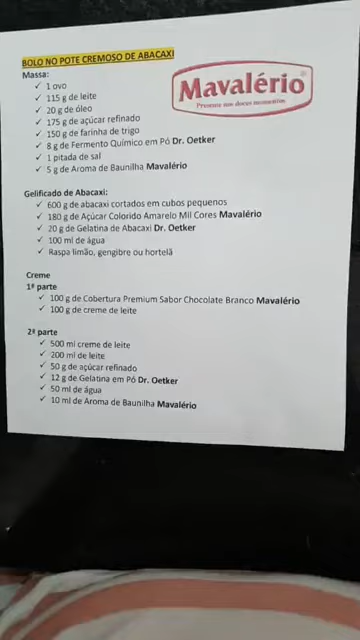 BOLO NO POTE CREMOSO DE ABACAXI
Mavalério
Presente nos doces momentos
Massa:
✓ 1 ovo
✓ 115 g de leite
✓ 20 g de óleo
✓ 175 g de açúcar refinado
✓ 150 g de farinha de trigo
✓ 8 g de Fermento Químico em Pó Dr. Oetker
✓ 1 pitada de sal
✓ 5 g de Aroma de Baunilha Mavalério
Gelificado de Abacaxi:
✓ 600 g de abacaxi cortados em cubos pequenos
✓ 180 g de Açúcar Colorido Amarelo Mil Cores Mavalério
✓ 20 g de Gelatina de Abacaxi Dr. Oetker
✓ 100 ml de água
✓ Raspa limão, gengibre ou hortelã
Creme
1ª parte
✓ 100 g de Cobertura Premium Sabor Chocolate Branco Mavalério
✓ 100 g de creme de leite
2ª parte
✓ 500 ml creme de leite
✓ 200 ml de leite
✓ 50 g de açúcar refinado
✓ 12 g de Gelatina em Pó Dr. Oetker
✓ 50 ml de água
✓ 10 ml de Aroma de Baunilha Mavalério